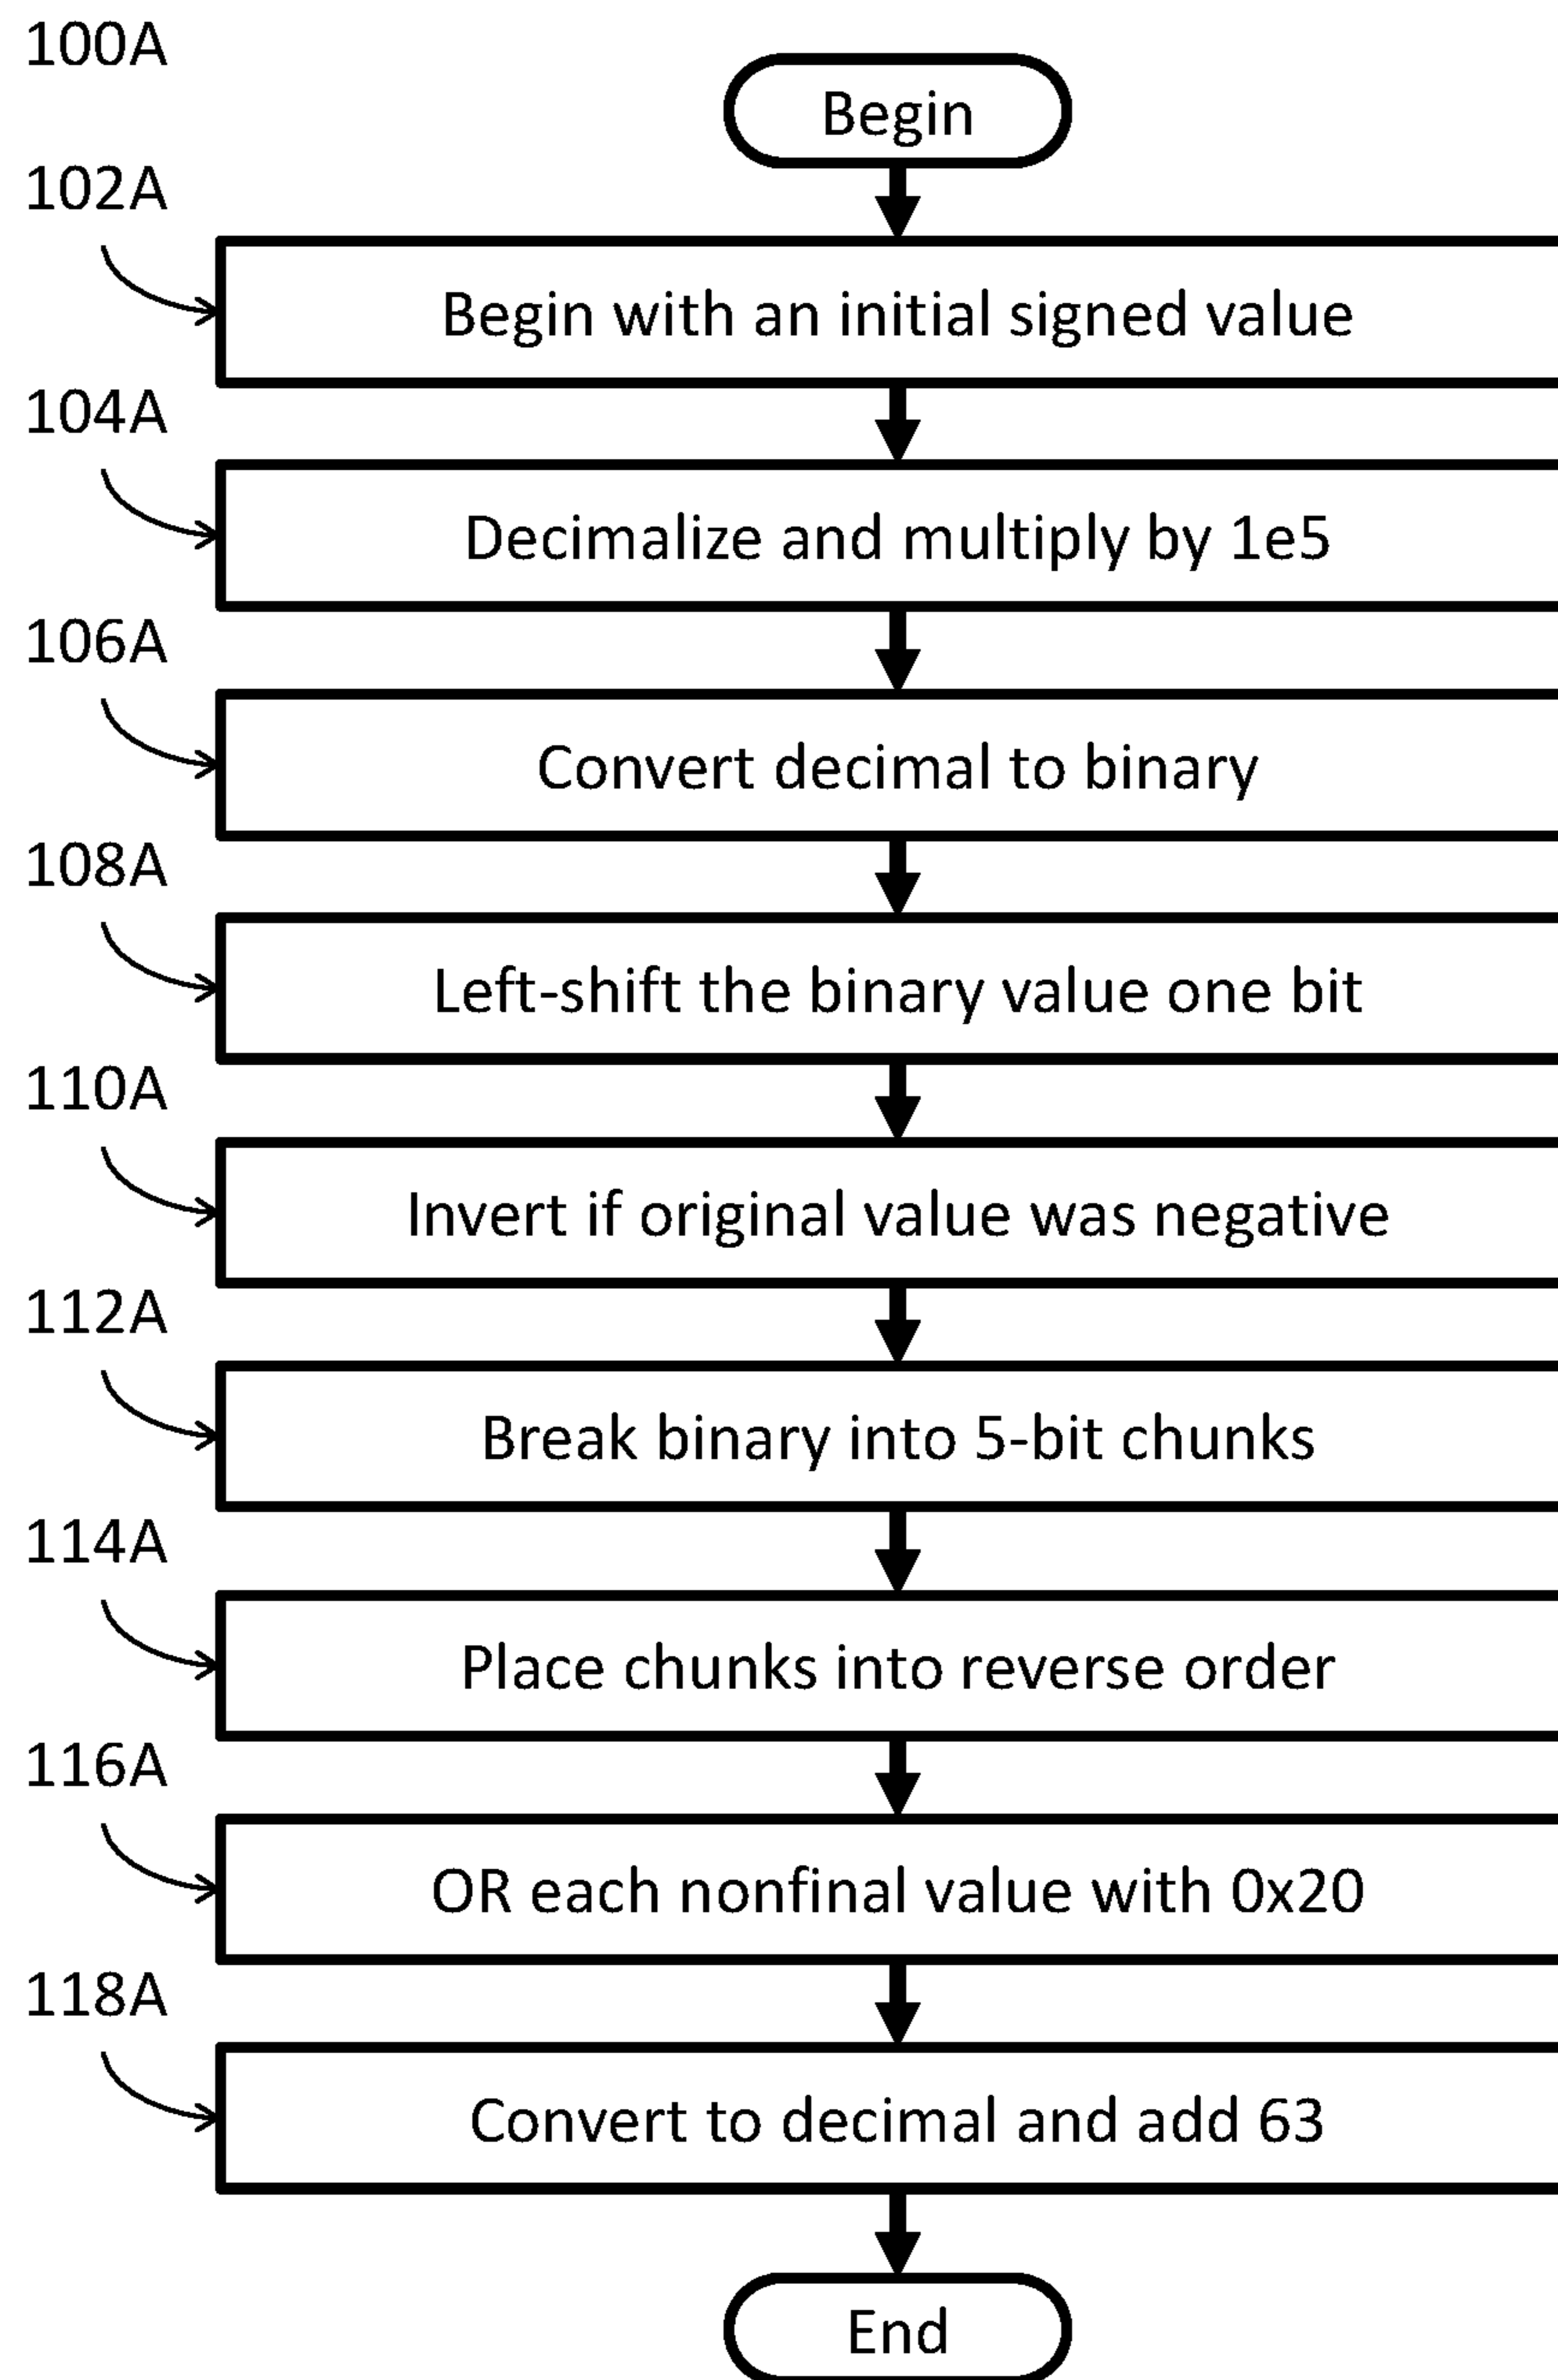 100A
Begin
102A
Begin with an initial signed value
104A
Decimalize and multiply by 1e5
106A
Convert decimal to binary
108A
Left-shift the binary value one bit
110A
Invert if original value was negative
112A
Break binary into 5-bit chunks
114A
Place chunks into reverse order
116A
OR each nonfinal value with 0x20
118A
Convert to decimal and add 63
End